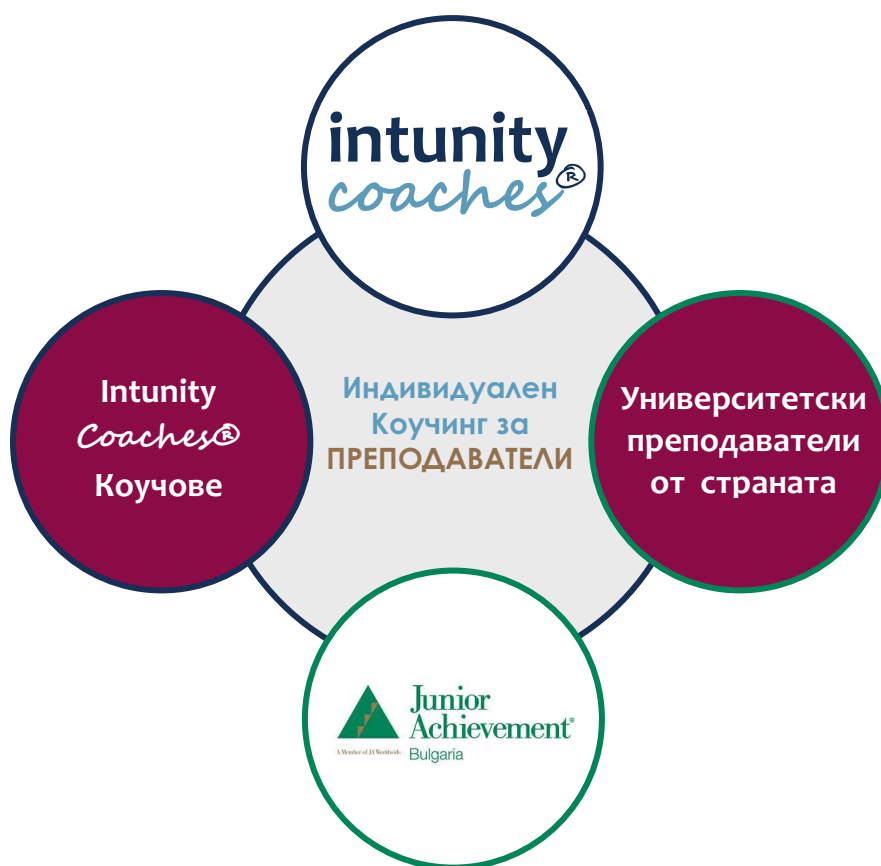 intunity
coaches®
Индивидуален
Коучинг за
ПРЕПОДАВАТЕЛИ
Intunity
Coaches®
Коучове
Университетски
преподаватели
от страната
Junior
Achievement®
A Member of JA Worldwide
Bulgaria